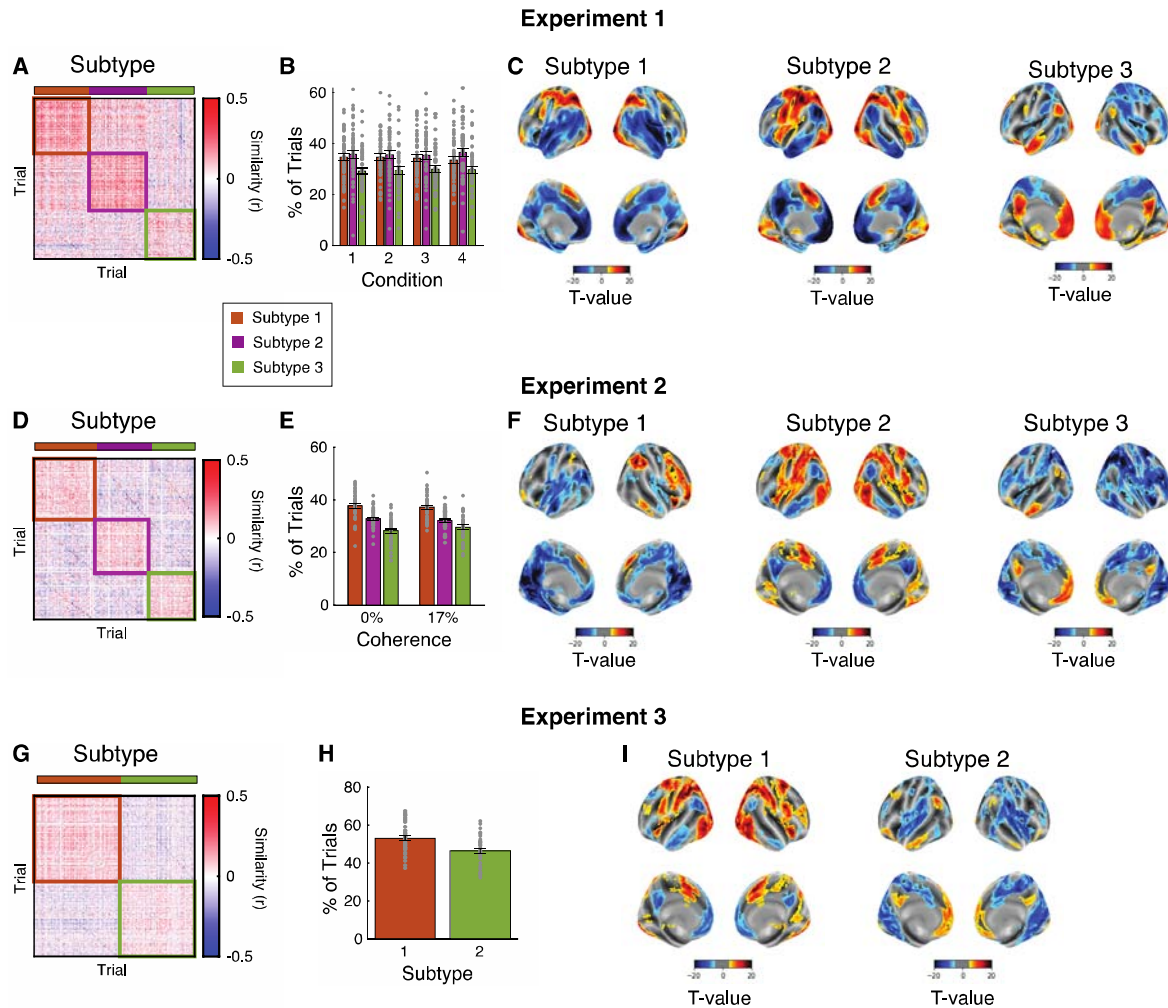 Experiment 1
A
Subtype
Trial
Trial
0.5
0
-0.5
Similarity (r)
B
60
40
20
0
% of Trials
1 2 3 4
Condition
C
Subtype 1
Subtype 2
Subtype 3
-20 0 20
T-value
-20 0 20
T-value
-20 0 20
T-value
Subtype 1
Subtype 2
Subtype 3
Experiment 2
D
Subtype
Trial
Trial
0.5
0
-0.5
Similarity (r)
E
60
40
20
0
% of Trials
0% 17%
Coherence
F
Subtype 1
Subtype 2
Subtype 3
-20 0 20
T-value
-20 0 20
T-value
-20 0 20
T-value
Experiment 3
G
Subtype
Trial
Trial
0.5
0
-0.5
Similarity (r)
H
80
60
40
20
0
% of Trials
1 2
Subtype
I
Subtype 1
Subtype 2
-20 0 20
T-value
-20 0 20
T-value